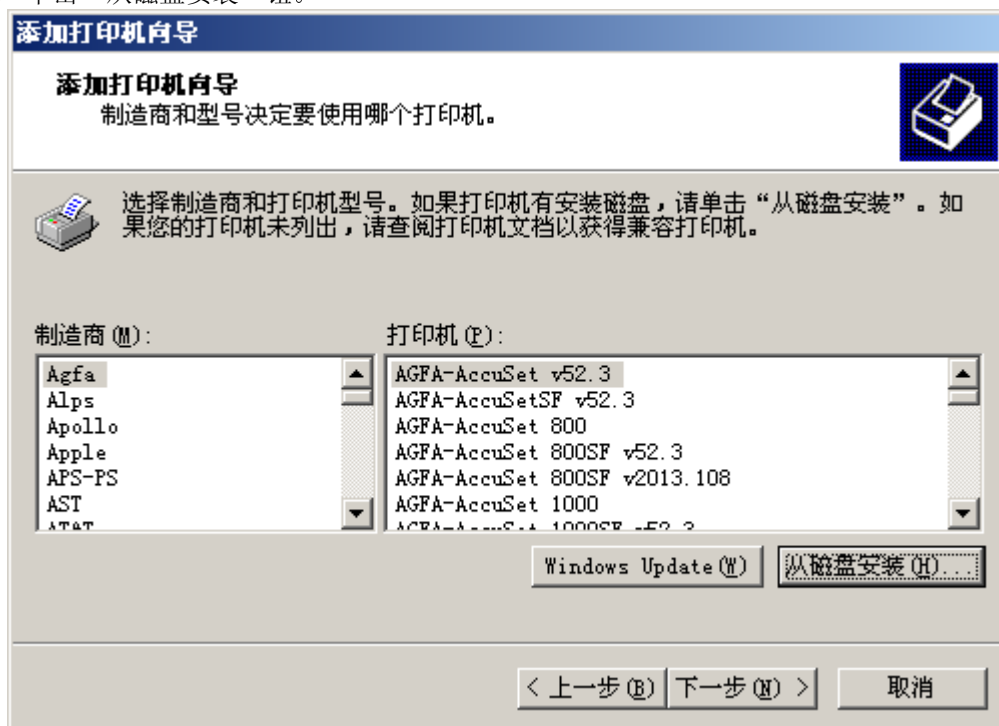 添加打印机向导
添加打印机向导
制造商和型号决定要使用哪个打印机。
选择制造商和打印机型号。如果打印机有安装磁盘，请单击“从磁盘安装”。如
果您的打印机未列出，请查阅打印机文档以获得兼容打印机。
制造商(M):
打印机(P):
Agfa
Alps
Apollo
Apple
APS-PS
AST
AT&T
AGFA-AccuSet v52.3
AGFA-AccuSetSF v52.3
AGFA-AccuSet 800
AGFA-AccuSet 800SF v52.3
AGFA-AccuSet 800SF v2013.108
AGFA-AccuSet 1000
AGFA-AccuSet 1000SF v52.3
Windows Update(W)
从磁盘安装(H)...
< 上一步(B)
下一步(N) >
取消